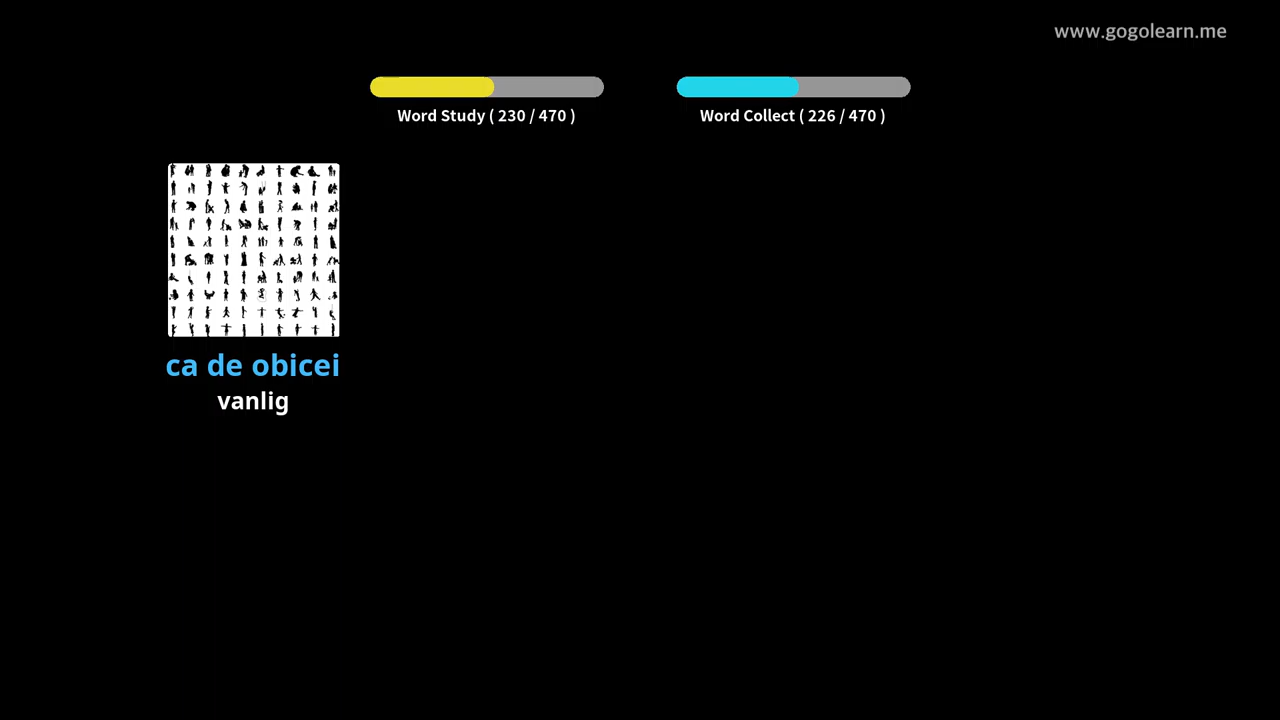 www.gogolearn.me
Word Study ( 230 / 470 )
Word Collect ( 226 / 470 )
ca de obicei
vanlig